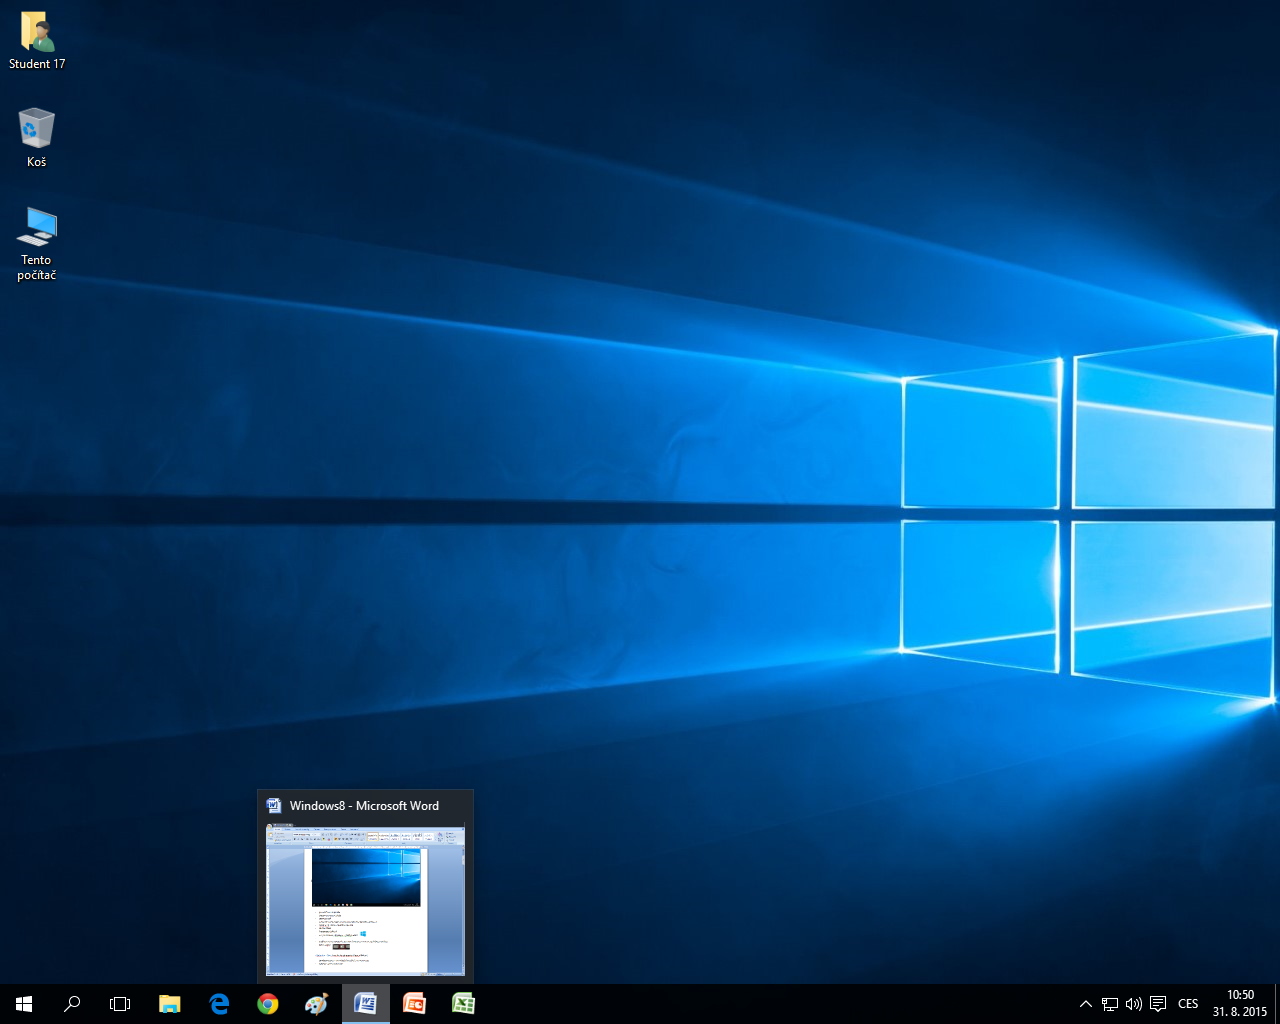 Student 17
Koš
Tento
počítač
Windows8 - Microsoft Word
CES
10:50
31. 8. 2015